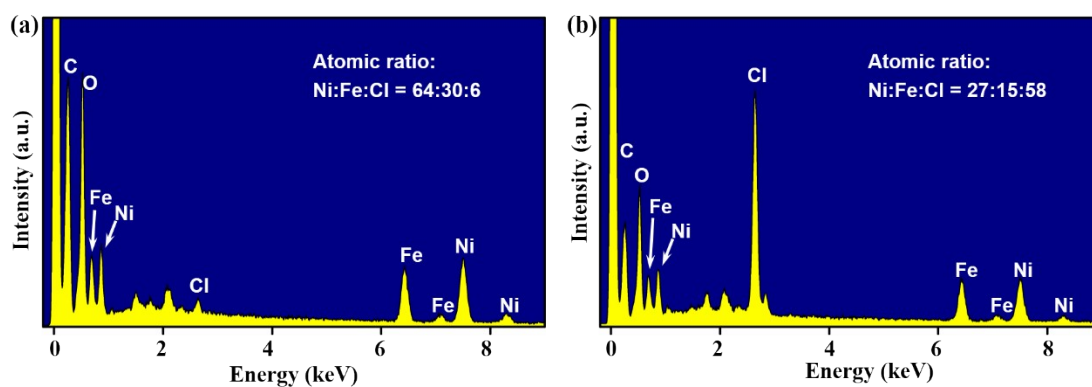 (a)
Atomic ratio:
Ni:Fe:Cl = 64:30:6
C
O
Fe
Ni
Cl
Fe
Fe
Ni
Ni
Intensity (a.u.)
0 2 4 6 8
Energy (keV)
(b)
Atomic ratio:
Ni:Fe:Cl = 27:15:58
C
O
Fe
Ni
Cl
Fe
Fe
Ni
Ni
Intensity (a.u.)
0 2 4 6 8
Energy (keV)